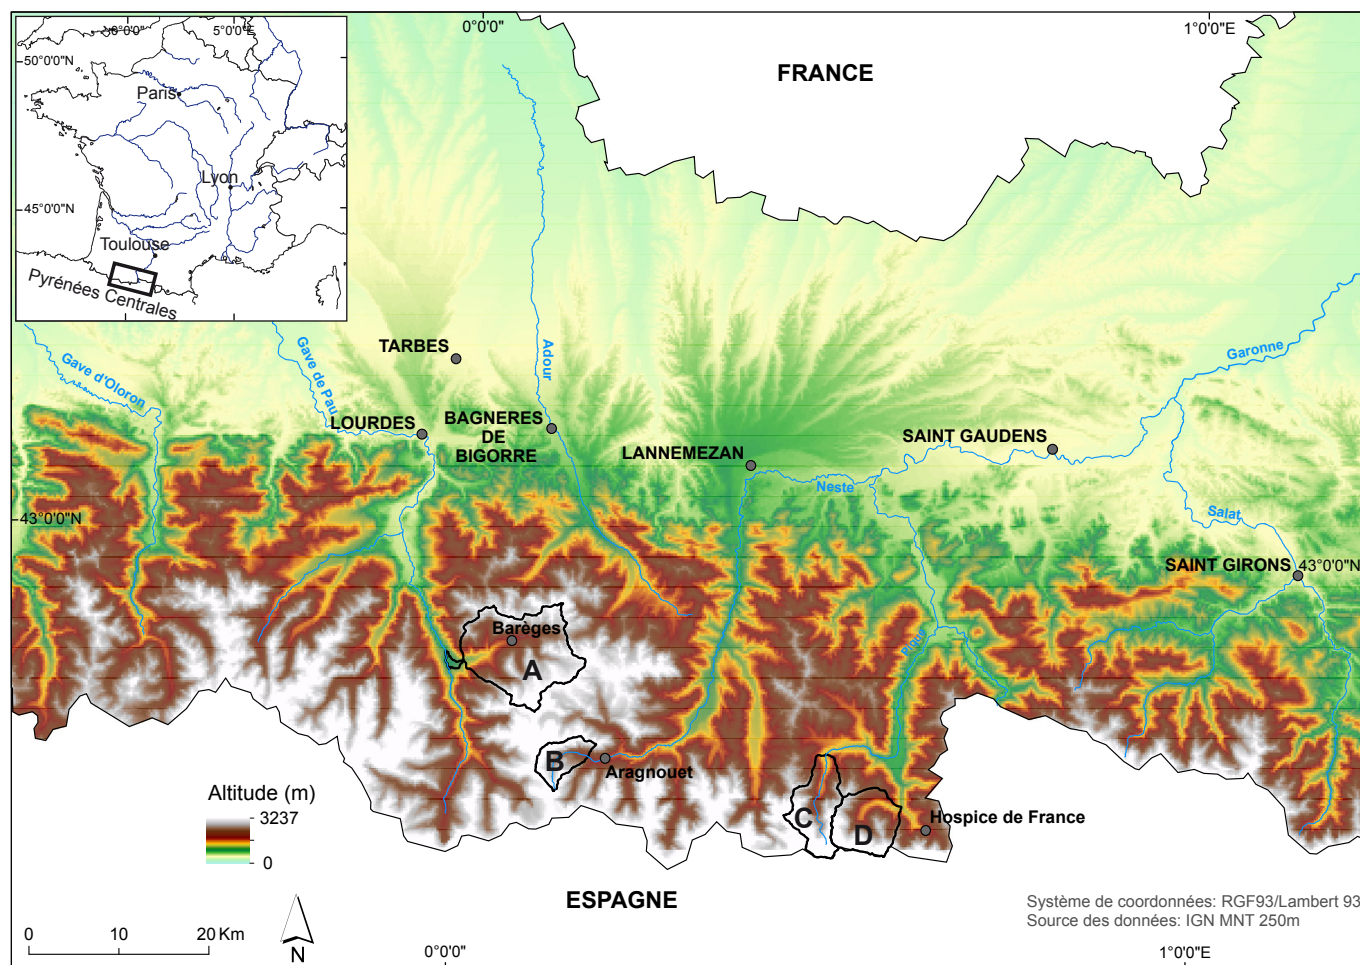 0°0'0"
5°0'0"E
50°0'0"N
Paris
Lyon
45°0'0"N
Toulouse
Pyrénées Centrales
0°0'0"
1°0'0"E
FRANCE
Gave d'Oloron
Gave de Pau
TARBES
Adour
Garonne
LOURDES
BAGNERES
DE
BIGORRE
LANNEMEZAN
SAINT GAUDENS
Neste
Salat
43°0'0"N
SAINT GIRONS
43°0'0"N
Barèges
A
Pique
B
Aragnouet
C
D
Hospice de France
Altitude (m)
3237
0
ESPAGNE
Système de coordonnées: RGF93/Lambert 93
Source des données: IGN MNT 250m
0 10 20 Km
N
0°0'0"
1°0'0"E